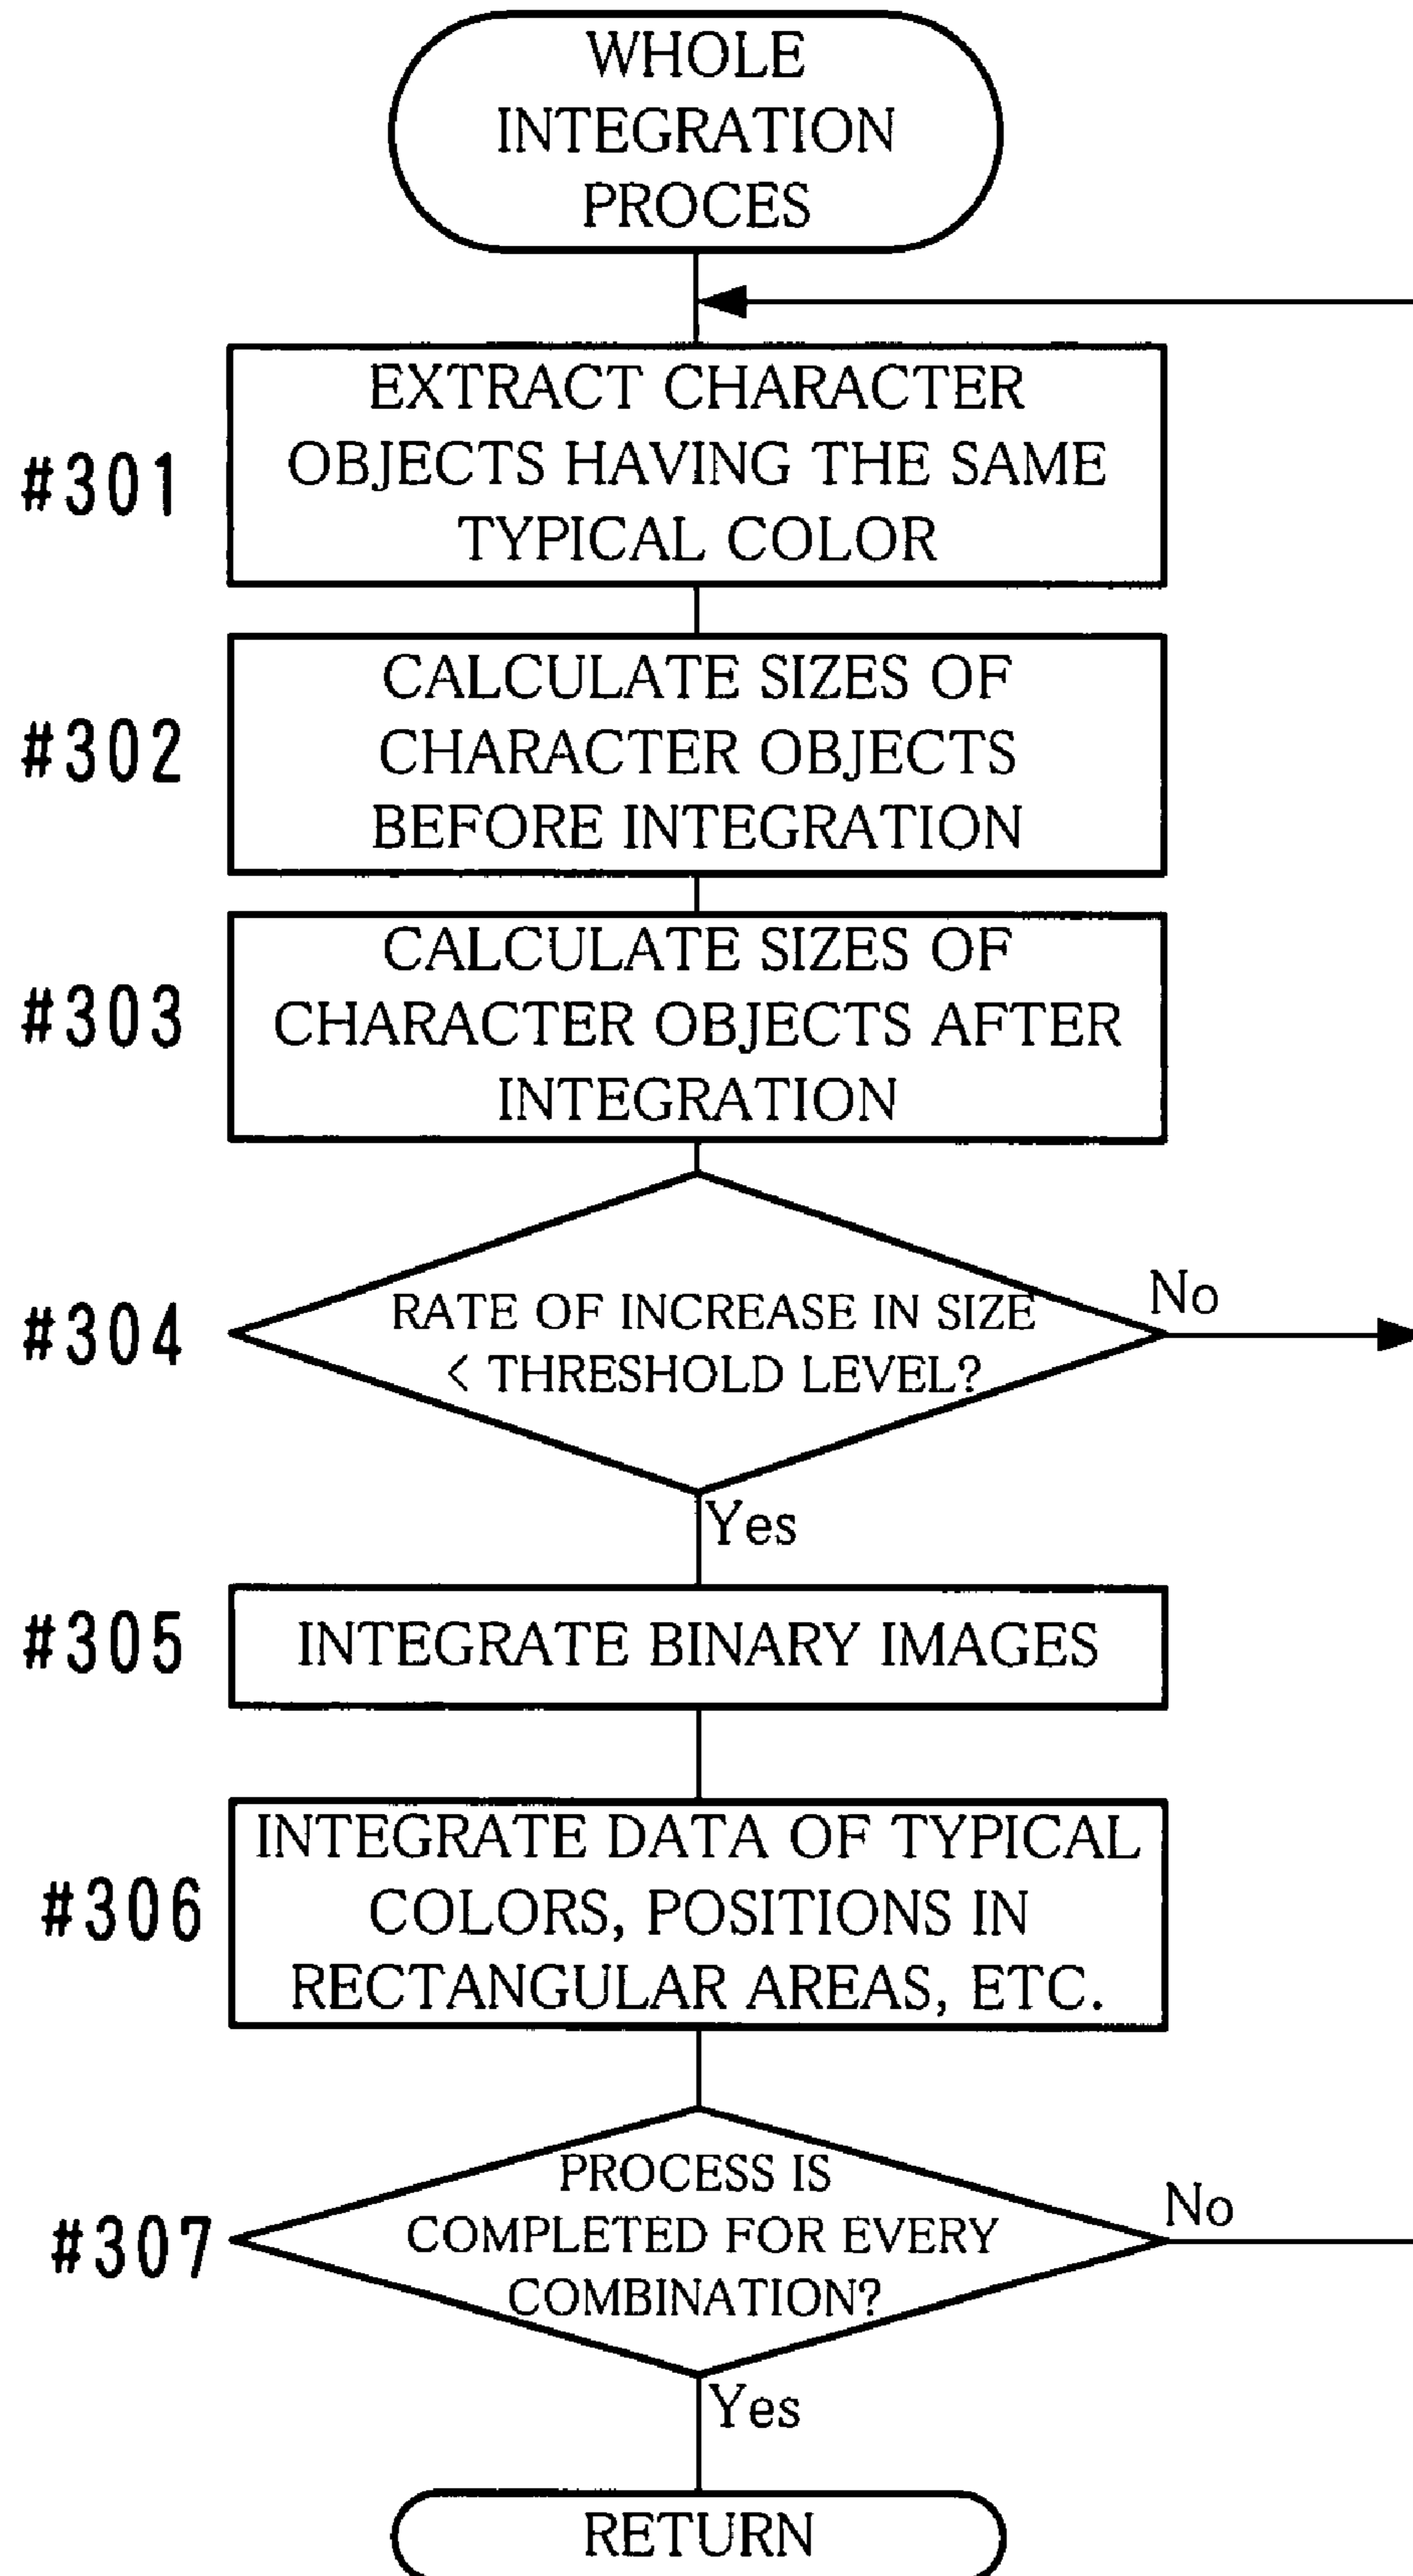 WHOLE
INTEGRATION
PROCES
#301
EXTRACT CHARACTER
OBJECTS HAVING THE SAME
TYPICAL COLOR
#302
CALCULATE SIZES OF
CHARACTER OBJECTS
BEFORE INTEGRATION
#303
CALCULATE SIZES OF
CHARACTER OBJECTS AFTER
INTEGRATION
#304
RATE OF INCREASE IN SIZE
< THRESHOLD LEVEL?
No
Yes
#305
INTEGRATE BINARY IMAGES
#306
INTEGRATE DATA OF TYPICAL
COLORS, POSITIONS IN
RECTANGULAR AREAS, ETC.
#307
PROCESS IS
COMPLETED FOR EVERY
COMBINATION?
No
Yes
RETURN